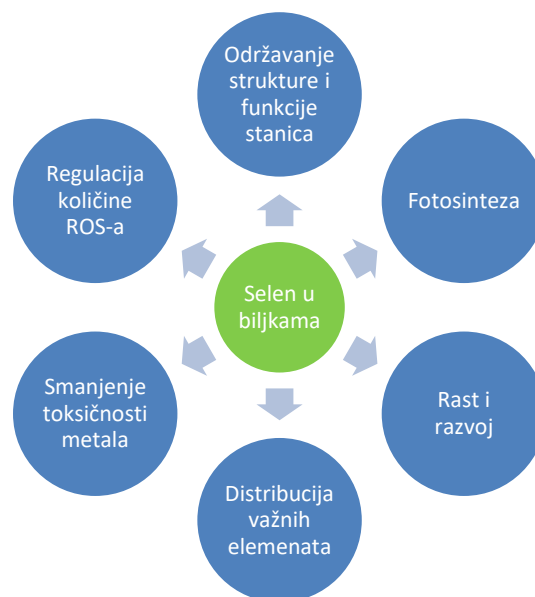 Održavanje
strukture i
funkcije
stanica
Regulacija
količine
ROS-a
Fotosinteza
Selen u
biljkama
Smanjenje
toksičnosti
metala
Rast i
razvoj
Distribucija
važnih
elemenata